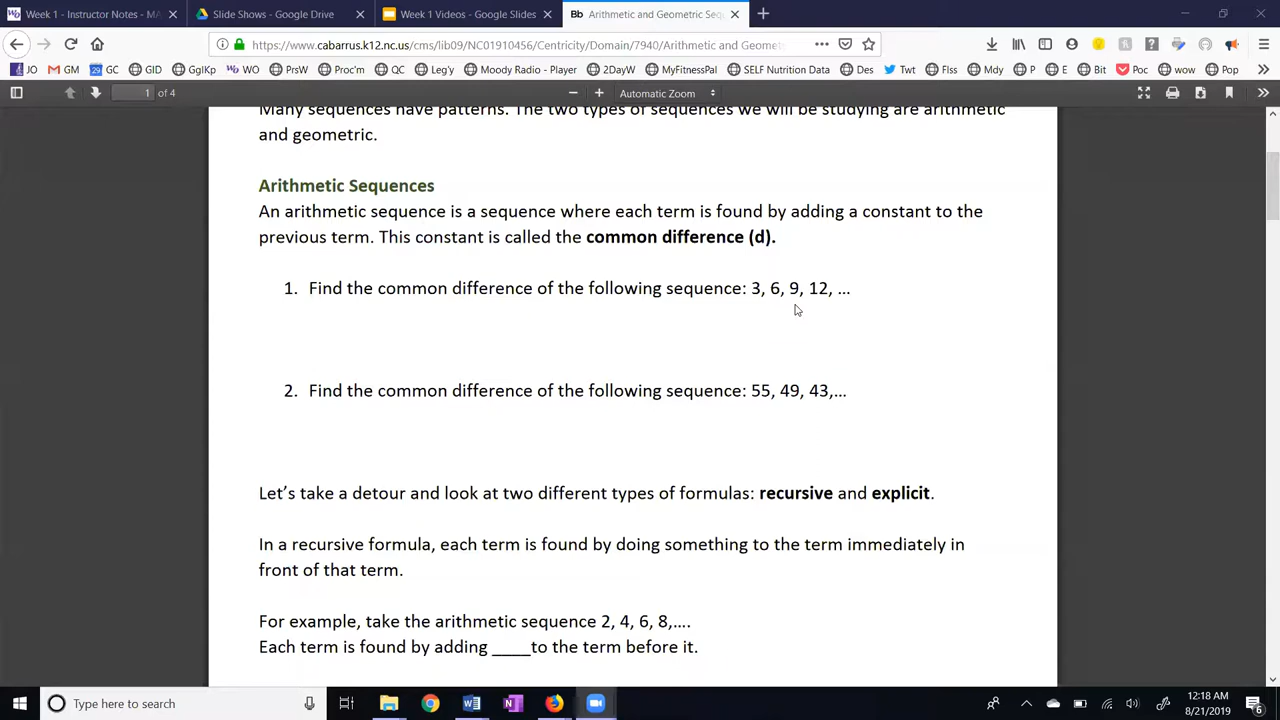 Week 1 - Instructor Notes - MA
Slide Shows - Google Drive
Week 1 Videos - Google Slides
Bb Arithmetic and Geometric Seq
https://www.cabarrus.k12.nc.us/cms/lib09/NC01910456/Centricity/Domain/7940/Arithmetic and Geomet
JO GM GC GID GglKp WO PrsW Proc'm QC Leg'y Moody Radio - Player 2DayW MyFitnessPal SELF Nutrition Data Des Twt Flss Mdy P E Bit Poc wow Pop
1 of 4 Automatic Zoom
Many sequences have patterns. The two types of sequences we will be studying are arithmetic
and geometric.
Arithmetic Sequences
An arithmetic sequence is a sequence where each term is found by adding a constant to the
previous term. This constant is called the common difference (d).
1. Find the common difference of the following sequence: 3, 6, 9, 12, …
2. Find the common difference of the following sequence: 55, 49, 43,…
Let’s take a detour and look at two different types of formulas: recursive and explicit.
In a recursive formula, each term is found by doing something to the term immediately in
front of that term.
For example, take the arithmetic sequence 2, 4, 6, 8,….
Each term is found by adding ____to the term before it.
Type here to search
12:18 AM
8/21/2019
6